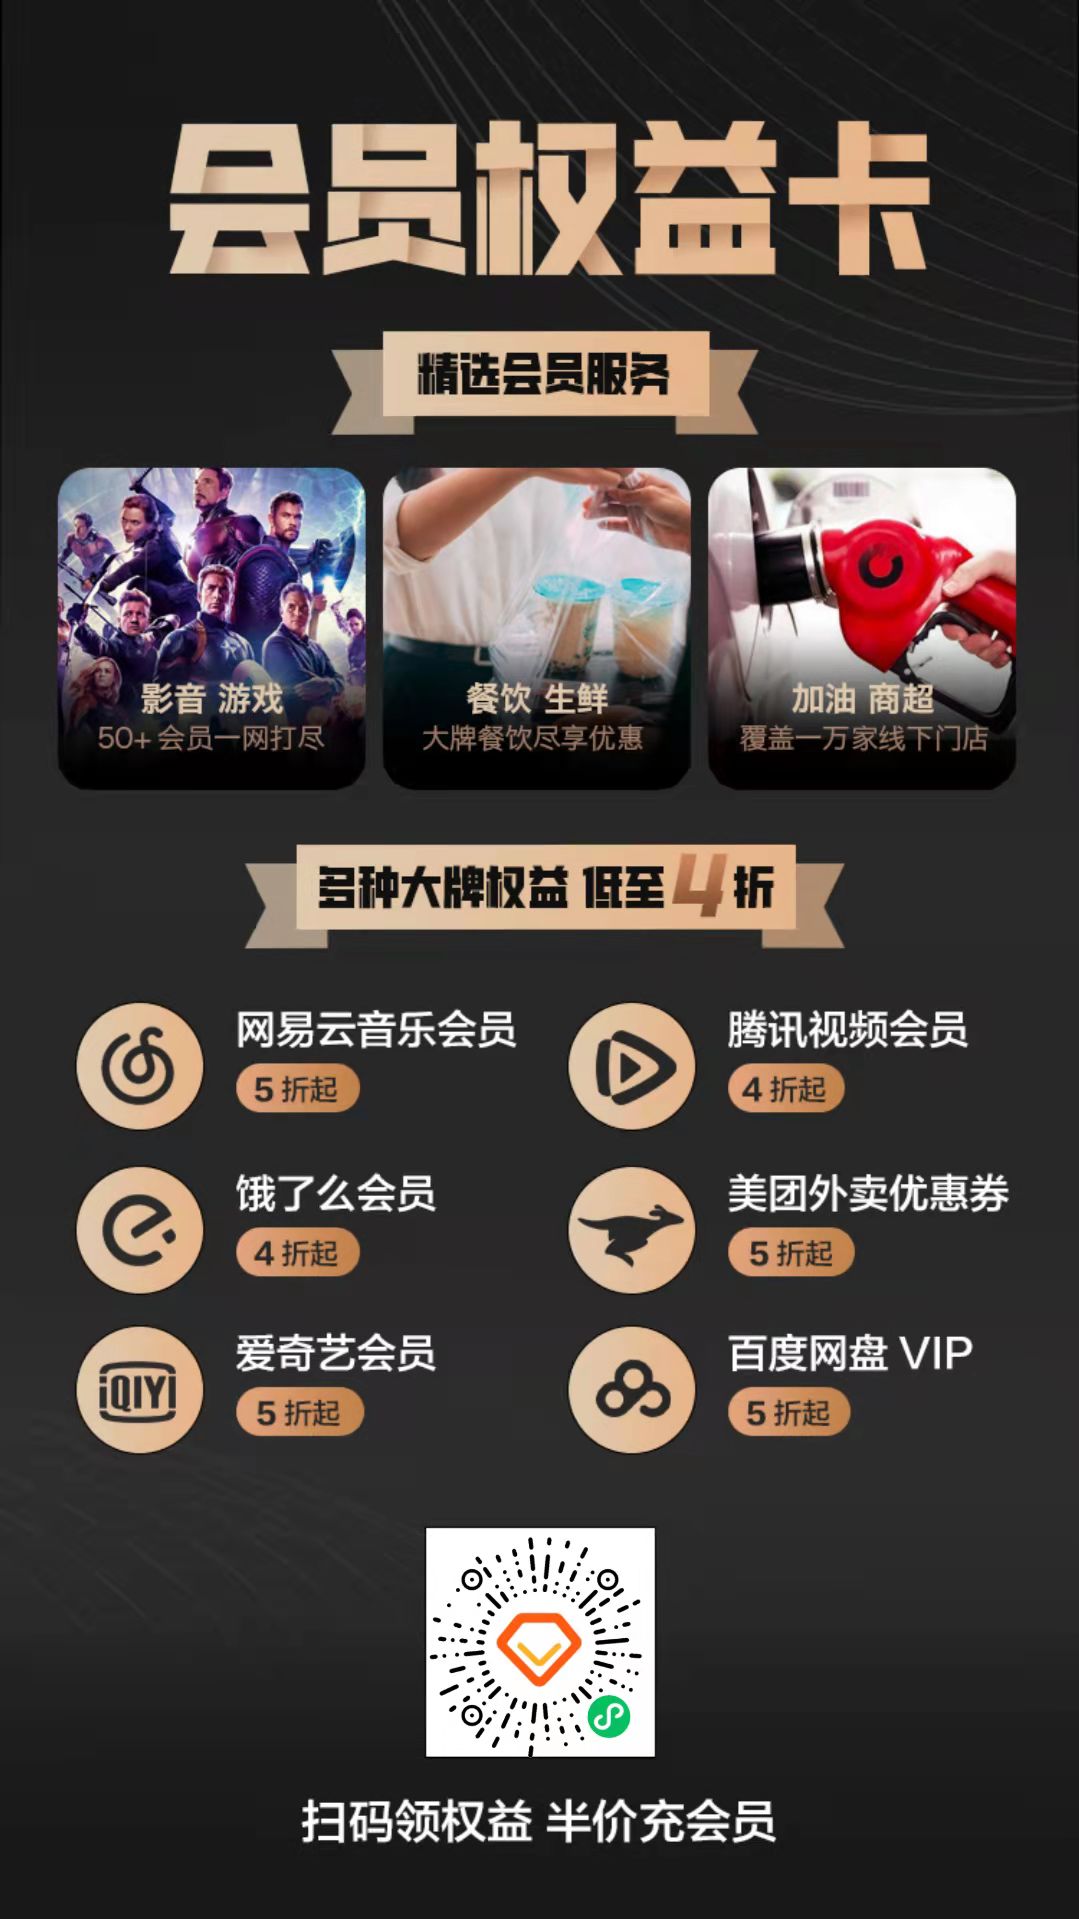 会员权益卡
精选会员服务
影音 游戏
50+会员一网打尽
餐饮 生鲜
大牌餐饮尽享优惠
加油 商超
覆盖一万家线下门店
多种大牌权益 低至4折
网易云音乐会员
5折起
腾讯视频会员
4折起
饿了么会员
4折起
美团外卖优惠券
5折起
iQIYI
爱奇艺会员
5折起
百度网盘 VIP
5折起
扫码领权益 半价充会员